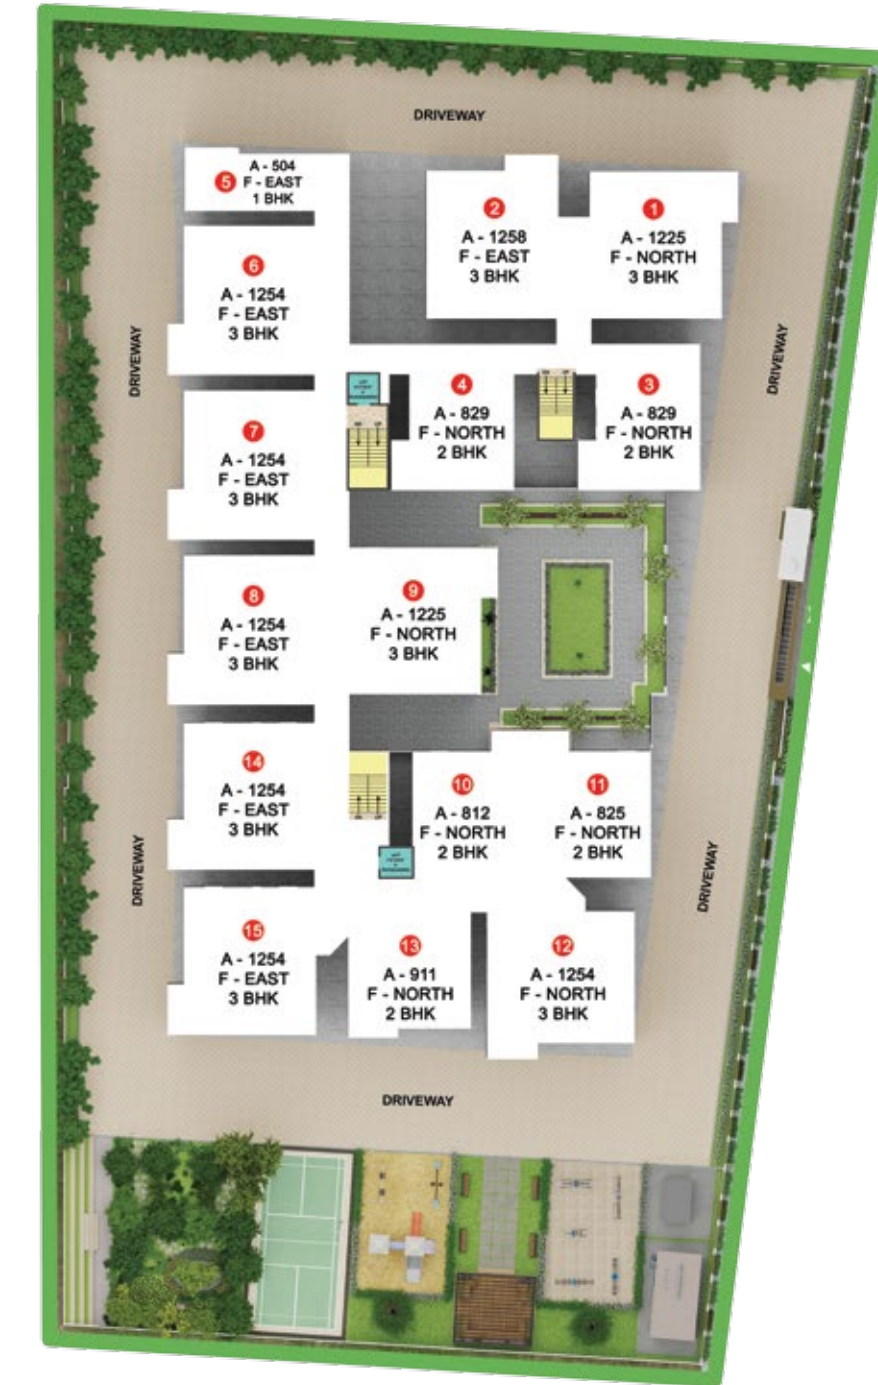 DRIVEWAY
5
A - 504
F - EAST
1 BHK
2
A - 1258
F - EAST
3 BHK
1
A - 1225
F - NORTH
3 BHK
6
A - 1254
F - EAST
3 BHK
DRIVEWAY
DRIVEWAY
4
A - 829
F - NORTH
2 BHK
3
A - 829
F - NORTH
2 BHK
7
A - 1254
F - EAST
3 BHK
8
A - 1254
F - EAST
3 BHK
9
A - 1225
F - NORTH
3 BHK
14
A - 1254
F - EAST
3 BHK
10
A - 812
F - NORTH
2 BHK
11
A - 825
F - NORTH
2 BHK
DRIVEWAY
DRIVEWAY
15
A - 1254
F - EAST
3 BHK
13
A - 911
F - NORTH
2 BHK
12
A - 1254
F - NORTH
3 BHK
DRIVEWAY